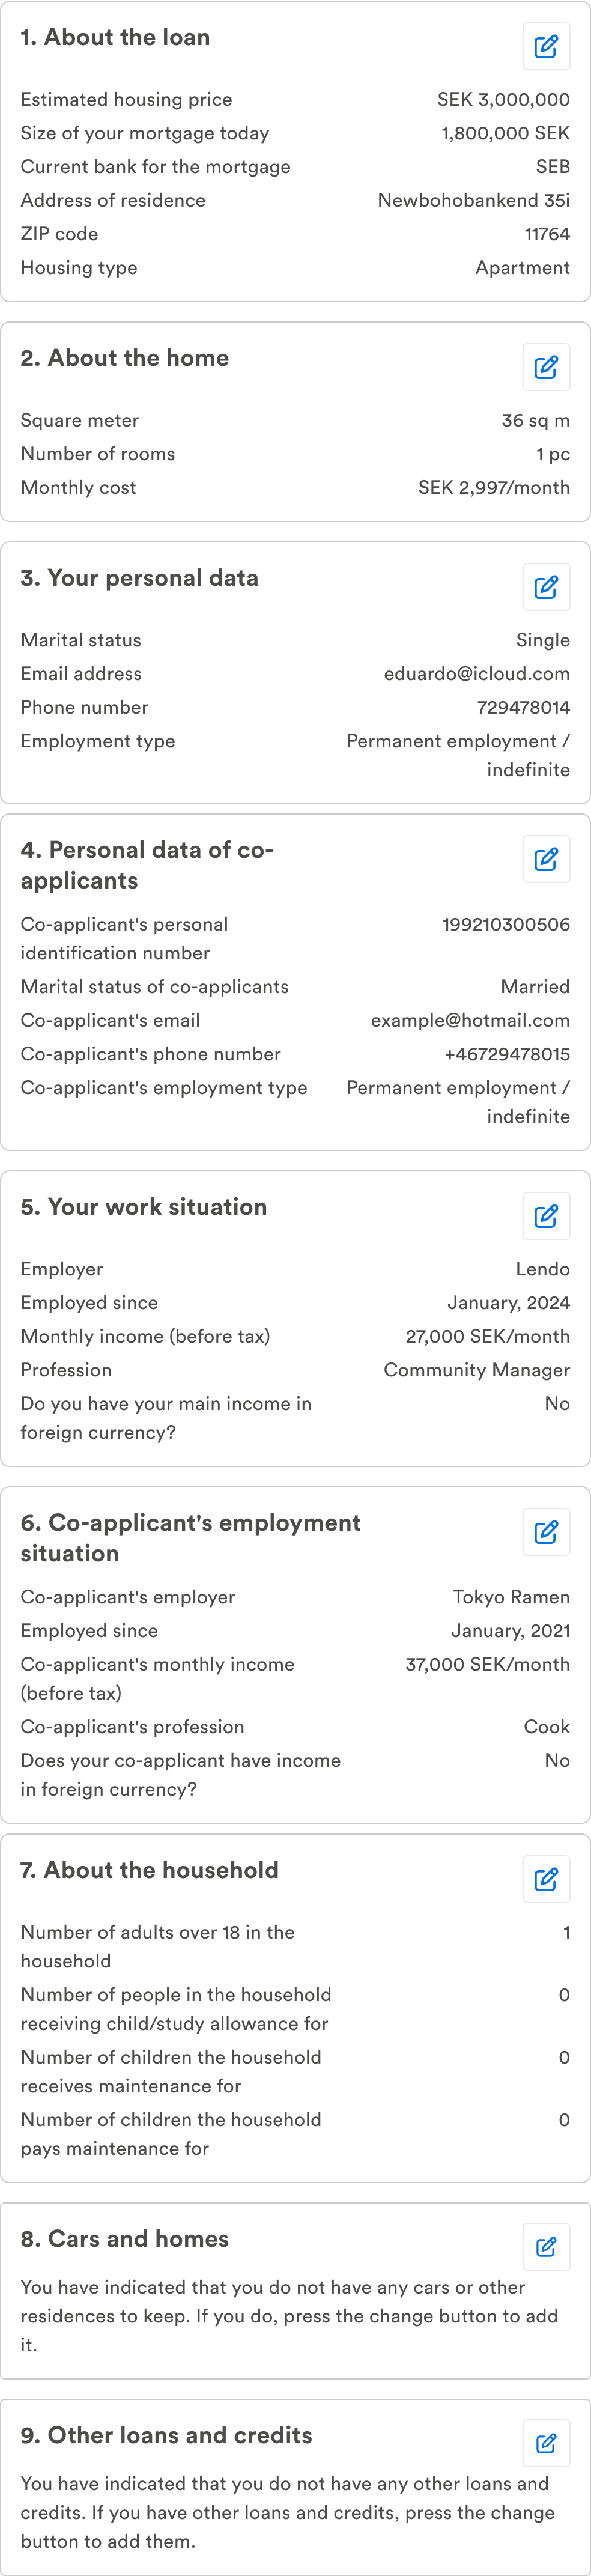 1. About the loan
Estimated housing price SEK 3,000,000
Size of your mortgage today 1,800,000 SEK
Current bank for the mortgage SEB
Address of residence Newbohobankend 35i
ZIP code 11764
Housing type Apartment
2. About the home
Square meter 36 sq m
Number of rooms 1 pc
Monthly cost SEK 2,997/month
3. Your personal data
Marital status Single
Email address eduardo@icloud.com
Phone number 729478014
Employment type Permanent employment /
indefinite
4. Personal data of co-
applicants
Co-applicant's personal 199210300506
identification number
Marital status of co-applicants Married
Co-applicant's email example@hotmail.com
Co-applicant's phone number +46729478015
Co-applicant's employment type Permanent employment /
indefinite
5. Your work situation
Employer Lendo
Employed since January, 2024
Monthly income (before tax) 27,000 SEK/month
Profession Community Manager
Do you have your main income in No
foreign currency?
6. Co-applicant's employment
situation
Co-applicant's employer Tokyo Ramen
Employed since January, 2021
Co-applicant's monthly income 37,000 SEK/month
(before tax)
Co-applicant's profession Cook
Does your co-applicant have income No
in foreign currency?
7. About the household
Number of adults over 18 in the 1
household
Number of people in the household 0
receiving child/study allowance for
Number of children the household 0
receives maintenance for
Number of children the household 0
pays maintenance for
8. Cars and homes
You have indicated that you do not have any cars or other
residences to keep. If you do, press the change button to add
it.
9. Other loans and credits
You have indicated that you do not have any other loans and
credits. If you have other loans and credits, press the change
button to add them.